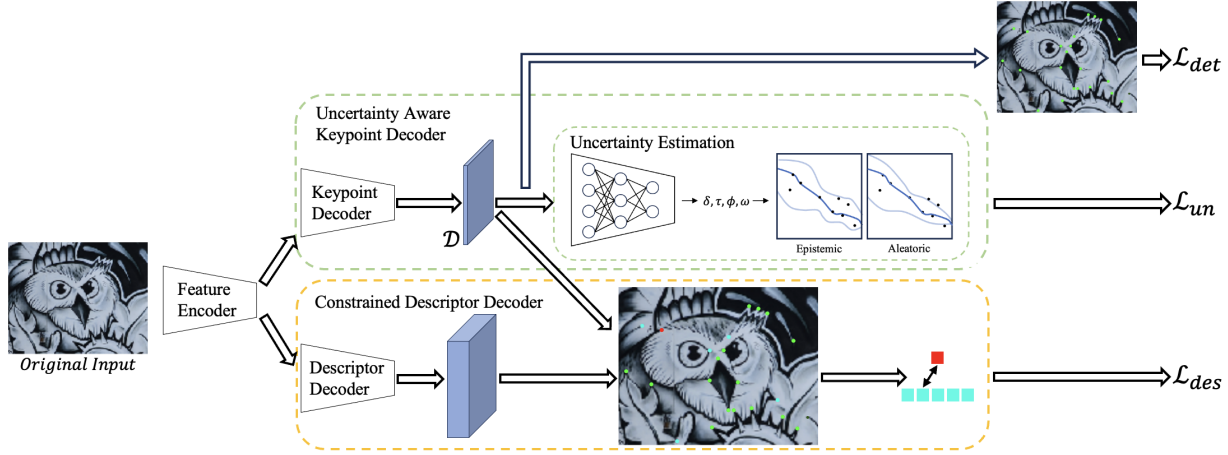 Uncertainty Aware
Keypoint Decoder
Uncertainty Estimation
Keypoint
Decoder
𝒟
δ, τ, ϕ, ω
Epistemic
Aleatoric
ℒ_det
ℒ_un
Feature
Encoder
Original Input
Constrained Descriptor Decoder
Descriptor
Decoder
ℒ_des